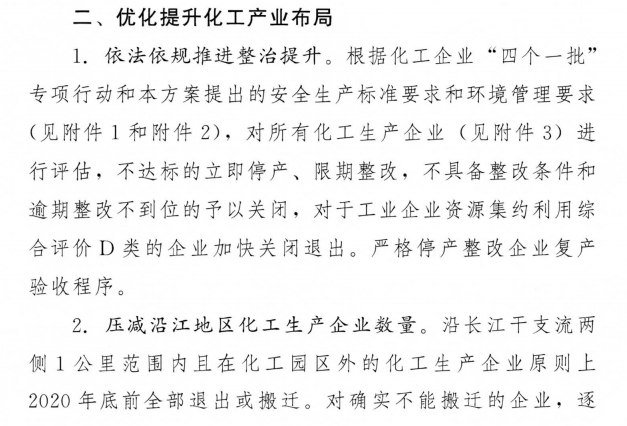 二、优化提升化工产业布局
1. 依法依规推进整治提升。根据化工企业“四个一批”
专项行动和本方案提出的安全生产标准要求和环境管理要求
（见附件 1 和附件 2），对所有化工生产企业（见附件 3）进
行评估，不达标的立即停产、限期整改，不具备整改条件和
逾期整改不到位的予以关闭，对于工业企业资源集约利用综
合评价 D 类的企业加快关闭退出。严格停产整改企业复产
验收程序。
2. 压减沿江地区化工生产企业数量。沿长江干支流两
侧 1 公里范围内且在化工园区外的化工生产企业原则上
2020 年底前全部退出或搬迁。对确实不能搬迁的企业，逐